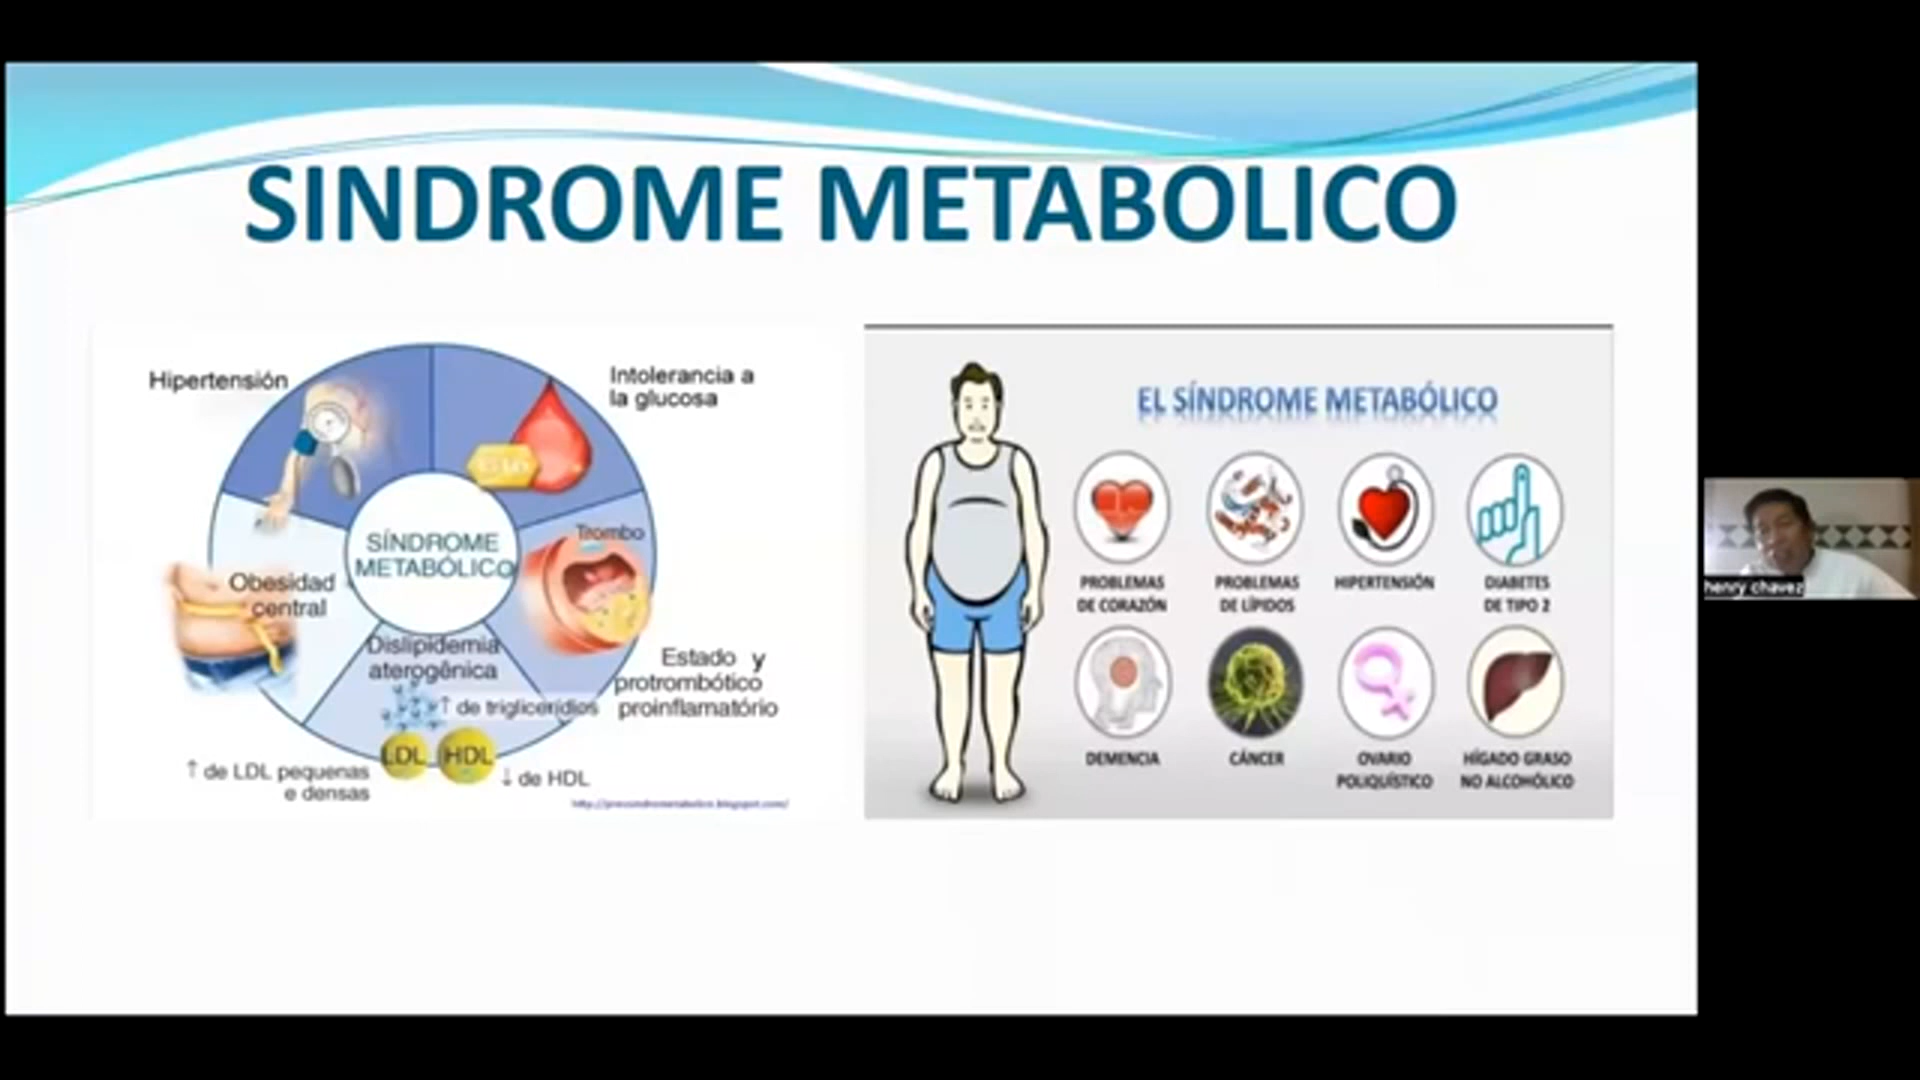 SINDROME METABOLICO
Hipertensión
Intolerancia a
la glucosa
SÍNDROME
METABÓLICO
Trombo
Obesidad
central
Dislipidemia
aterogênica
↑ de triglicerídios
Estado y
protrombótico
proinflamatório
LDL
HDL
↑ de LDL pequenas
e densas
↓ de HDL
EL SÍNDROME METABÓLICO
PROBLEMAS
DE CORAZÓN
PROBLEMAS
DE LÍPIDOS
HIPERTENSIÓN
DIABETES
DE TIPO 2
DEMENCIA
CÁNCER
OVARIO
POLIQUÍSTICO
HÍGADO GRASO
NO ALCOHÓLICO
henry chavez